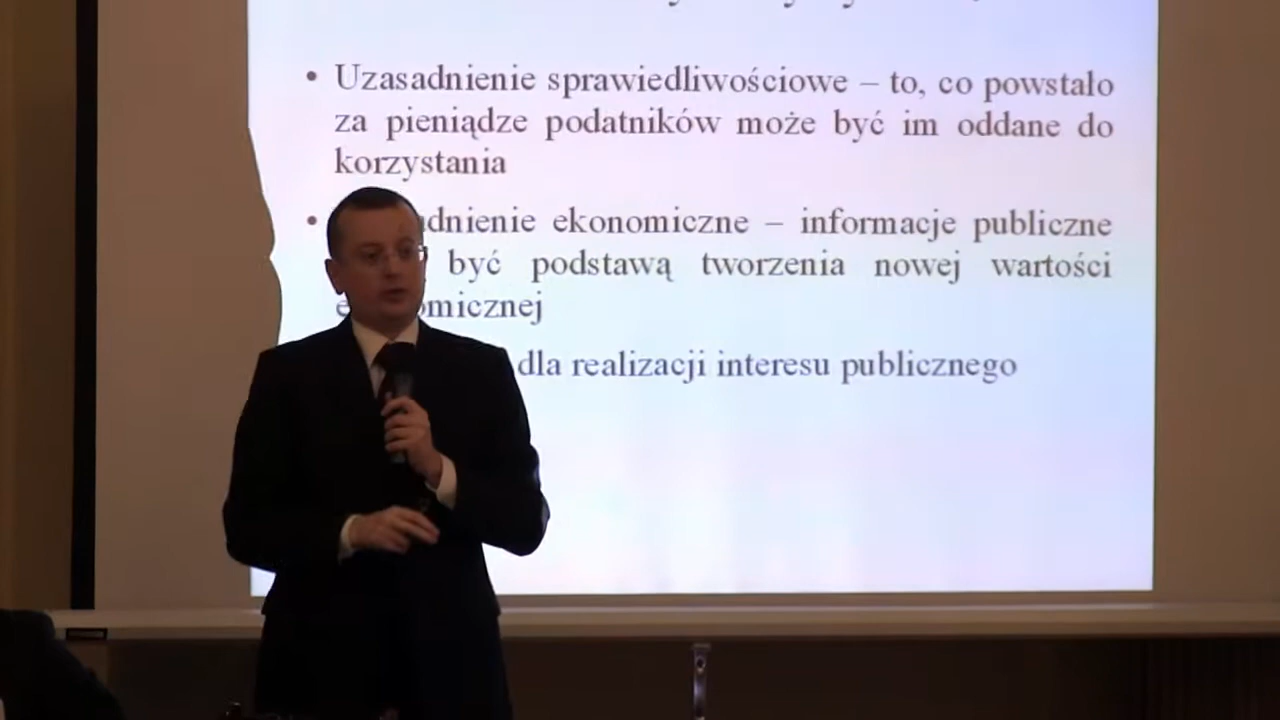 • Uzasadnienie sprawiedliwościowe – to, co powstało
za pieniądze podatników może być im oddane do
korzystania
• ekonomiczne – informacje publiczne
być podstawą tworzenia nowej wartości
dla realizacji interesu publicznego